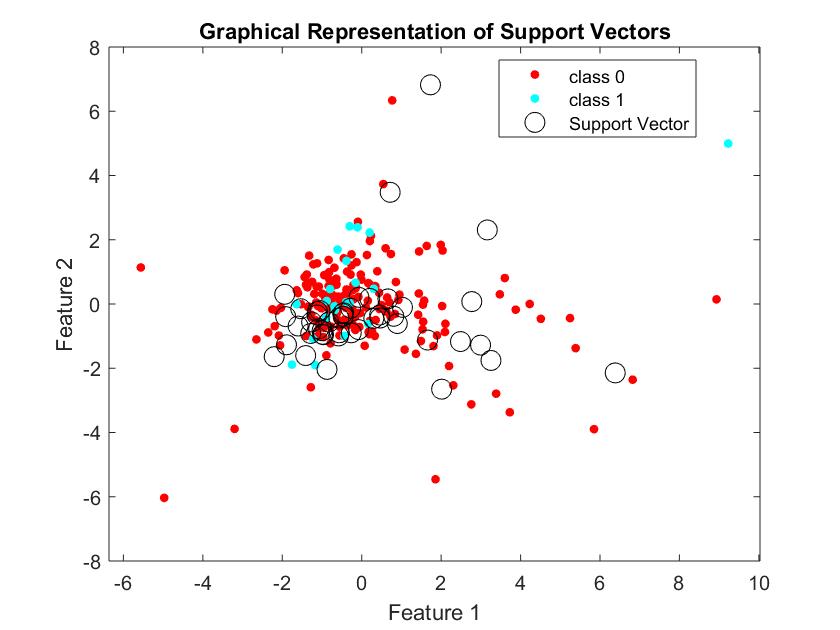 Graphical Representation of Support Vectors
class 0
class 1
Support Vector
8
6
4
2
0
-2
-4
-6
-8
Feature 2
-6 -4 -2 0 2 4 6 8 10
Feature 1